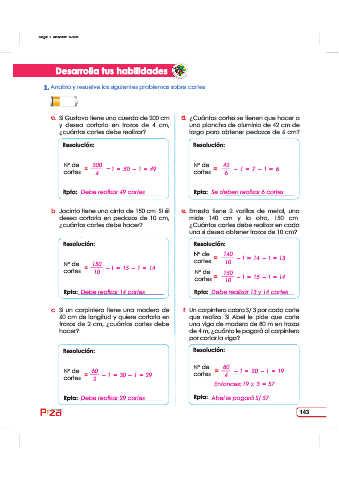 Desarrolla tus habilidades
1. Analiza y resuelve los siguientes problemas sobre cortes
a. Si Gustavo tiene una cuerda de 200 cm
y desea cortarla en trozos de 4 cm,
¿cuántos cortes debe realizar?
Resolución:
Nº de cortes = 200/4 – 1 = 50 – 1 = 49
Rpta: Debe realizar 49 cortes
b. Jacinto tiene una cinta de 150 cm. Si él
desea cortarla en pedazos de 10 cm,
¿cuántos cortes debe hacer?
Resolución:
Nº de cortes = 150/10 – 1 = 15 – 1 = 14
Rpta: Debe realizar 14 cortes
c. Si un carpintero tiene una madera de
60 cm de longitud y quiere cortarla en
trozos de 2 cm, ¿cuántos cortes debe
hacer?
Resolución:
Nº de cortes = 60/2 – 1 = 30 – 1 = 29
Rpta: Debe realizar 29 cortes
d. ¿Cuántos cortes se tienen que hacer a
una plancha de aluminio de 42 cm de
largo para obtener pedazos de 6 cm?
Resolución:
Nº de cortes = 42/6 – 1 = 7 – 1 = 6
Rpta: Se deben realizar 6 cortes
e. Ernesto tiene 2 varillas de metal, una
mide 140 cm y la otra, 150 cm.
¿Cuántos cortes debe realizar en cada
una si desea obtener trozos de 10 cm?
Resolución:
Nº de cortes = 140/10 – 1 = 14 – 1 = 13
Nº de cortes = 150/10 – 1 = 15 – 1 = 14
Rpta: Debe realizar 13 y 14 cortes
f. Un carpintero cobra S/ 3 por cada corte
que realiza. Si Abel le pide que corte
una viga de madera de 80 m en trozos
de 4 m, ¿cuánto le pagará al carpintero
por cortar la viga?
Resolución:
Nº de cortes = 80/4 – 1 = 20 – 1 = 19
Entonces: 19 x 3 = 57
Rpta: Abel le pagará S/ 57
143